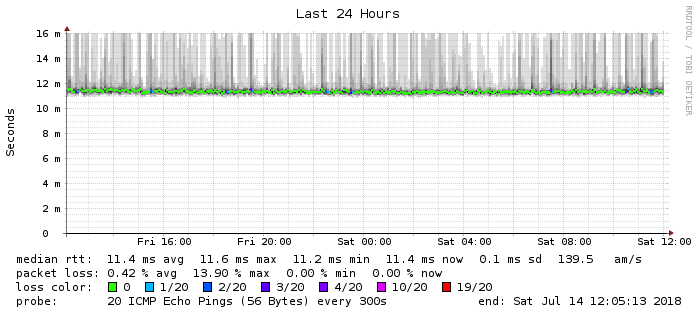 Last 24 Hours
RRDTOOL / TOBI OETIKER
Seconds
16 m
14 m
12 m
10 m
8 m
6 m
4 m
2 m
0
Fri 16:00 Fri 20:00 Sat 00:00 Sat 04:00 Sat 08:00 Sat 12:00
median rtt: 11.4 ms avg 11.6 ms max 11.2 ms min 11.4 ms now 0.1 ms sd 139.5 am/s
packet loss: 0.42 % avg 13.90 % max 0.00 % min 0.00 % now
loss color: 0 1/20 2/20 3/20 4/20 10/20 19/20
probe: 20 ICMP Echo Pings (56 Bytes) every 300s end: Sat Jul 14 12:05:13 2018